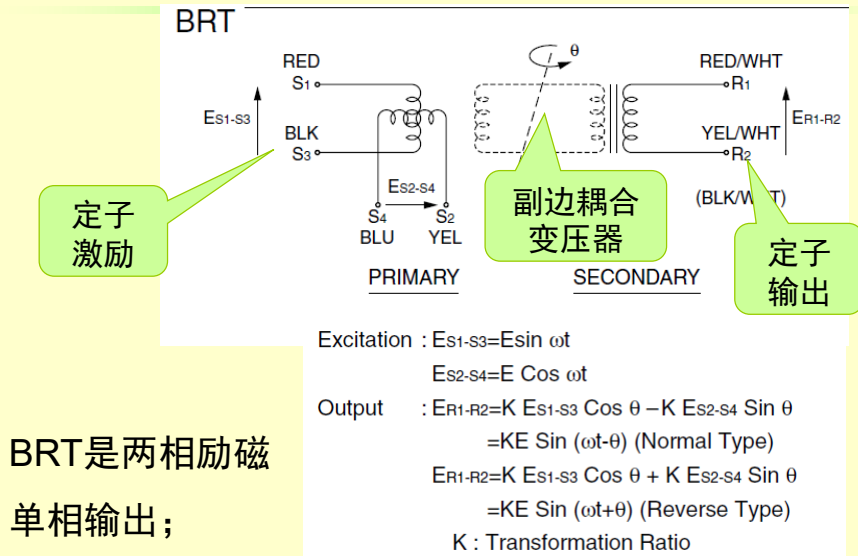 BRT
RED
S1
ES1-S3
BLK
S3
ES2-S4
S4
S2
BLU
YEL
PRIMARY
θ
RED/WHT
R1
ER1-R2
YEL/WHT
R2
SECONDARY
定子
激励
副边耦合
变压器
定子
输出
Excitation : ES1-S3=Esin ωt
ES2-S4=E Cos ωt
Output : ER1-R2=K ES1-S3 Cos θ – K ES2-S4 Sin θ
=KE Sin (ωt-θ) (Normal Type)
ER1-R2=K ES1-S3 Cos θ + K ES2-S4 Sin θ
=KE Sin (ωt+θ) (Reverse Type)
K : Transformation Ratio
BRT是两相励磁
单相输出；